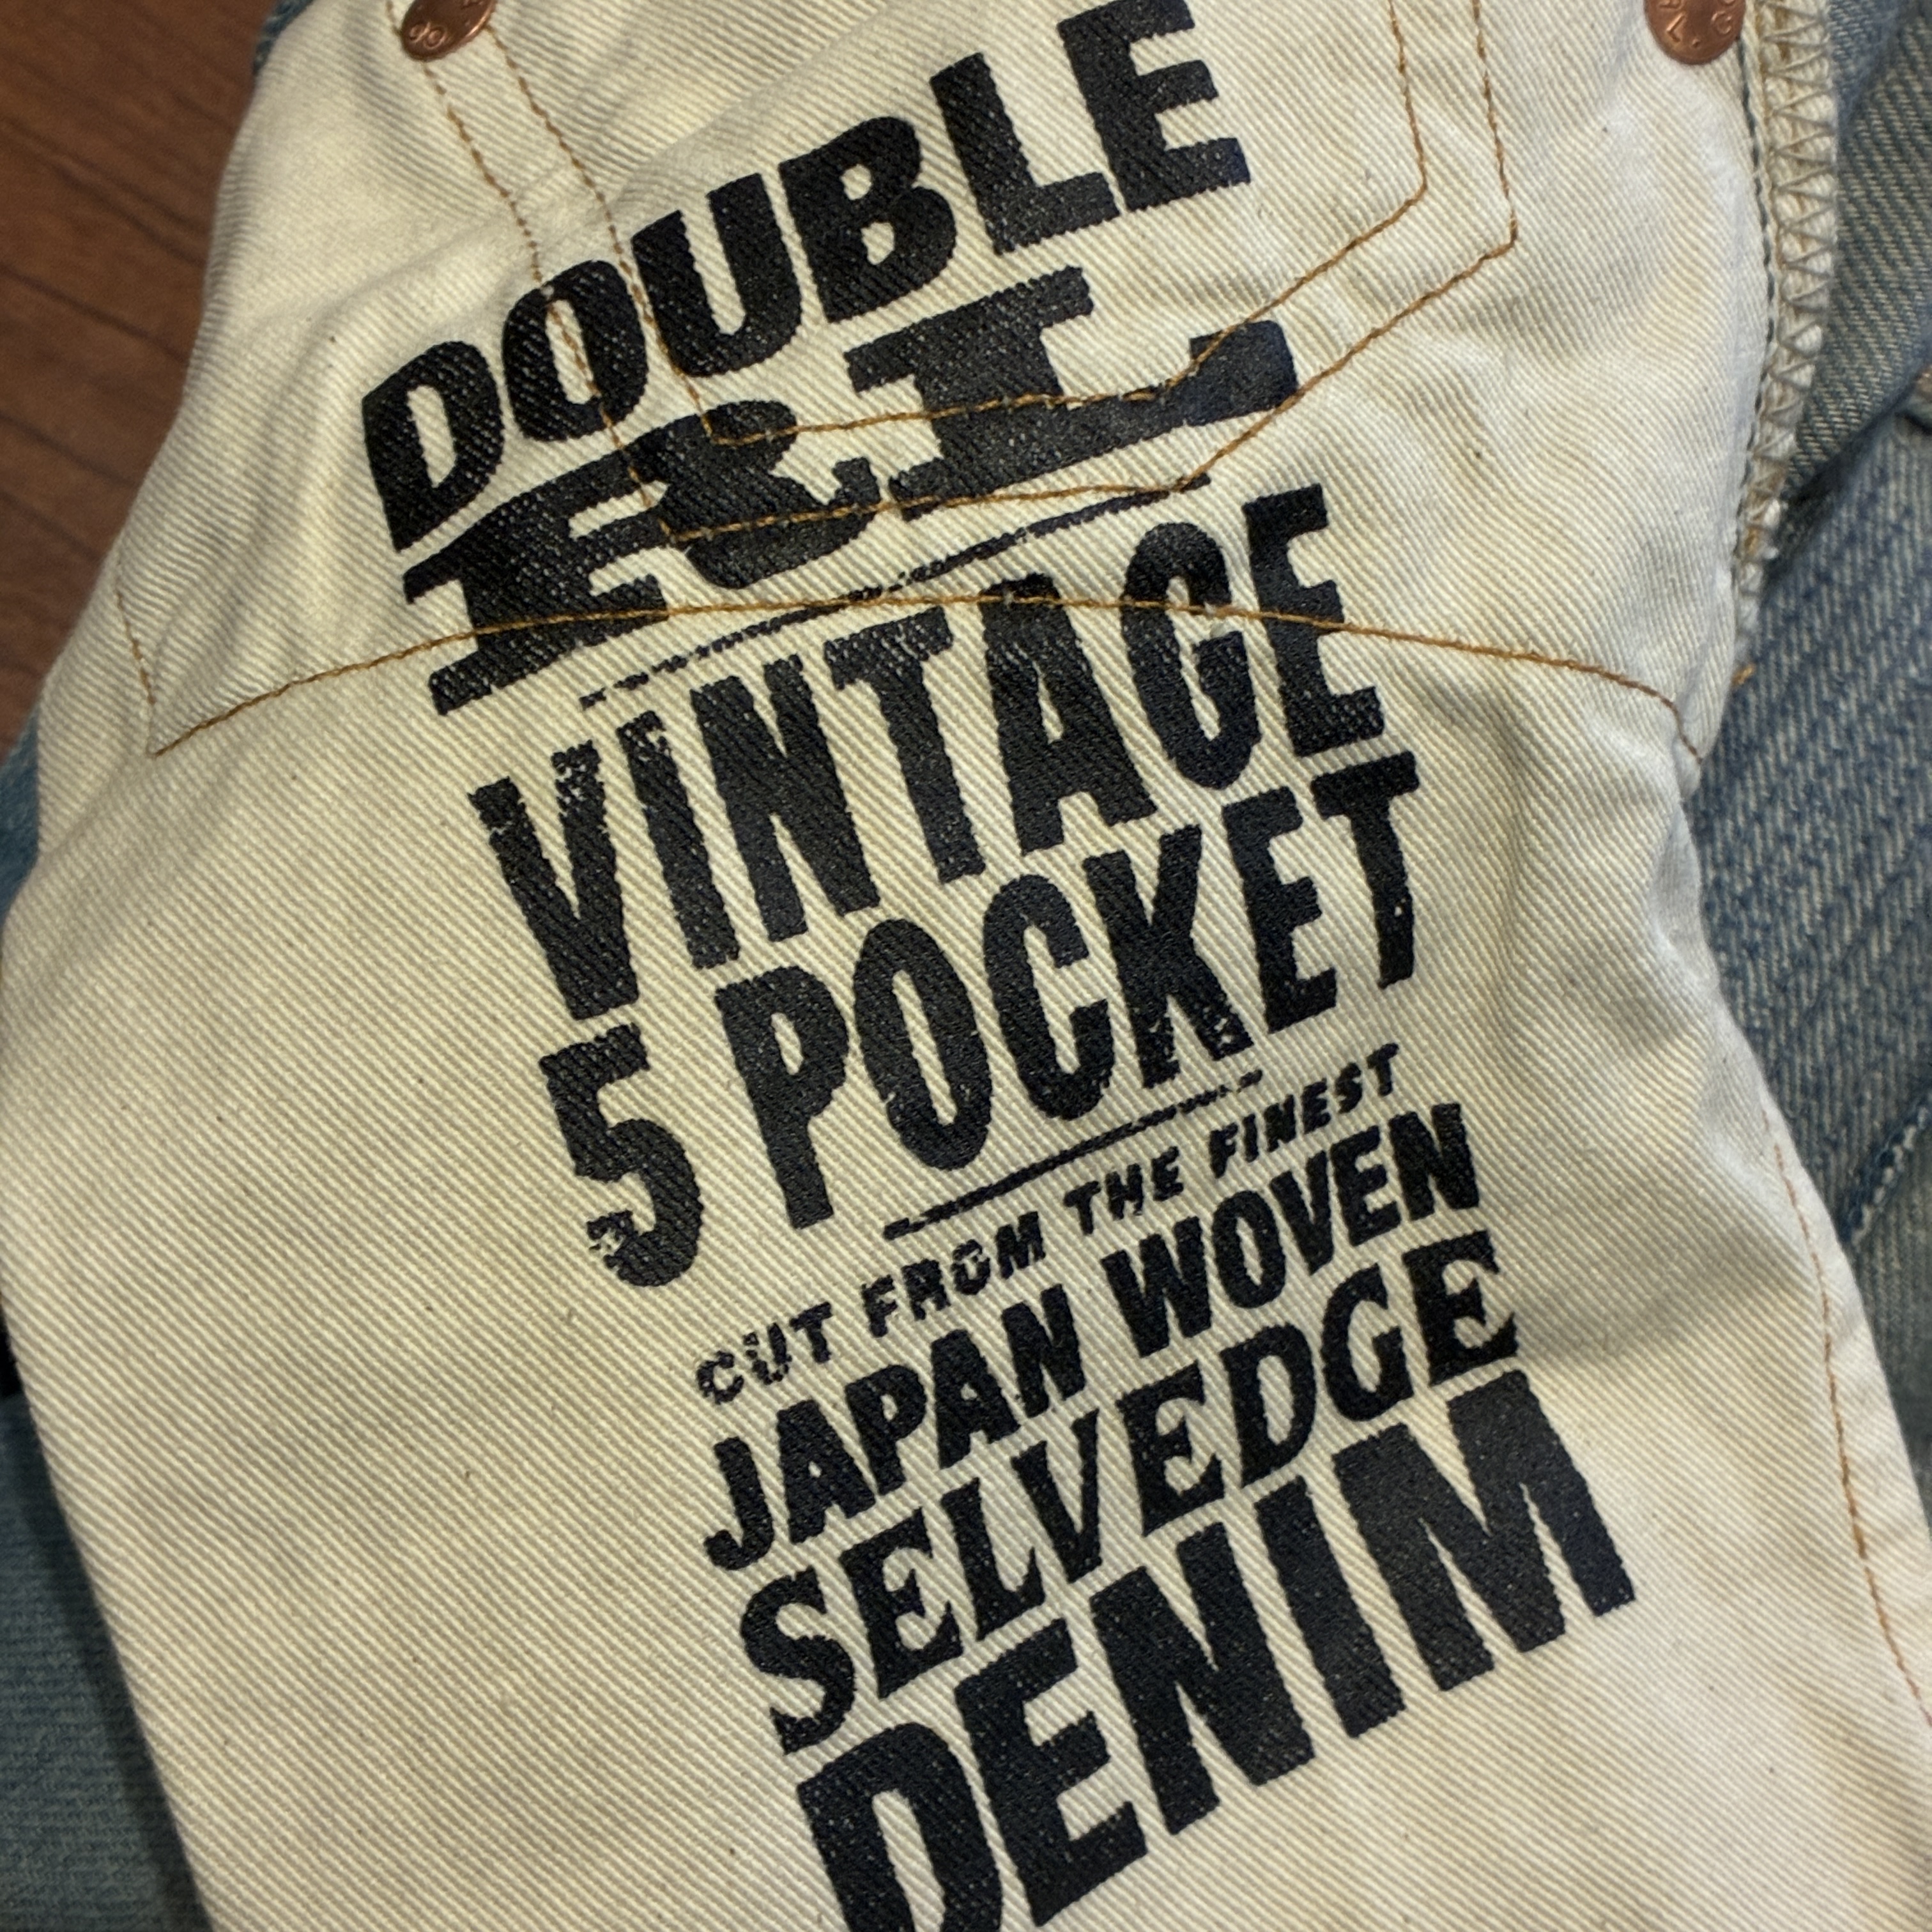 DOUBLE
RL
VINTAGE
5 POCKET
CUT FROM THE FINEST
JAPAN WOVEN
SELVEDGE
DENIM